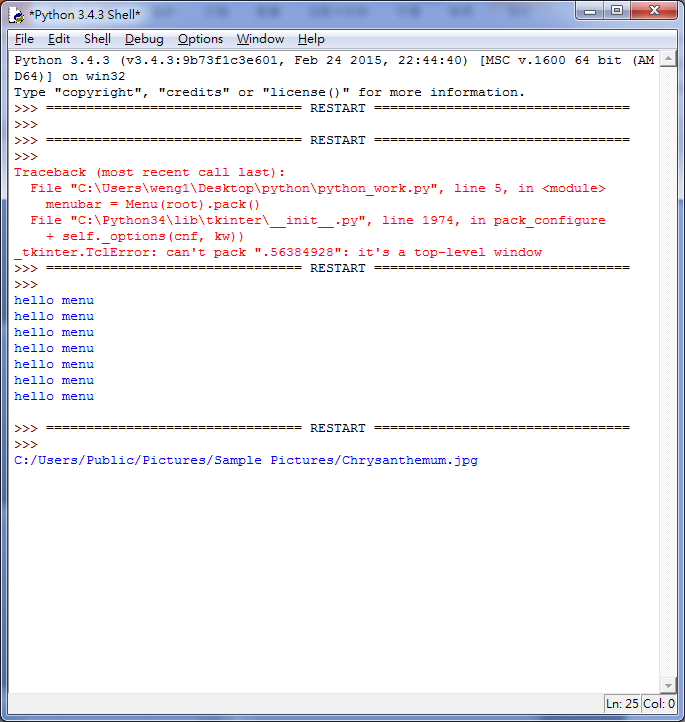 *Python 3.4.3 Shell*
File Edit Shell Debug Options Window Help
Python 3.4.3 (v3.4.3:9b73f1c3e601, Feb 24 2015, 22:44:40) [MSC v.1600 64 bit (AM
D64)] on win32
Type "copyright", "credits" or "license()" for more information.
>>> ================================ RESTART ================================
>>>
>>> ================================ RESTART ================================
>>>
Traceback (most recent call last):
  File "C:\Users\weng1\Desktop\python\python_work.py", line 5, in <module>
    menubar = Menu(root).pack()
  File "C:\Python34\lib\tkinter\__init__.py", line 1974, in pack_configure
    + self._options(cnf, kw))
_tkinter.TclError: can't pack ".56384928": it's a top-level window
>>> ================================ RESTART ================================
>>>
hello menu
hello menu
hello menu
hello menu
hello menu
hello menu
hello menu
>>> ================================ RESTART ================================
>>>
C:/Users/Public/Pictures/Sample Pictures/Chrysanthemum.jpg
Ln: 25 Col: 0